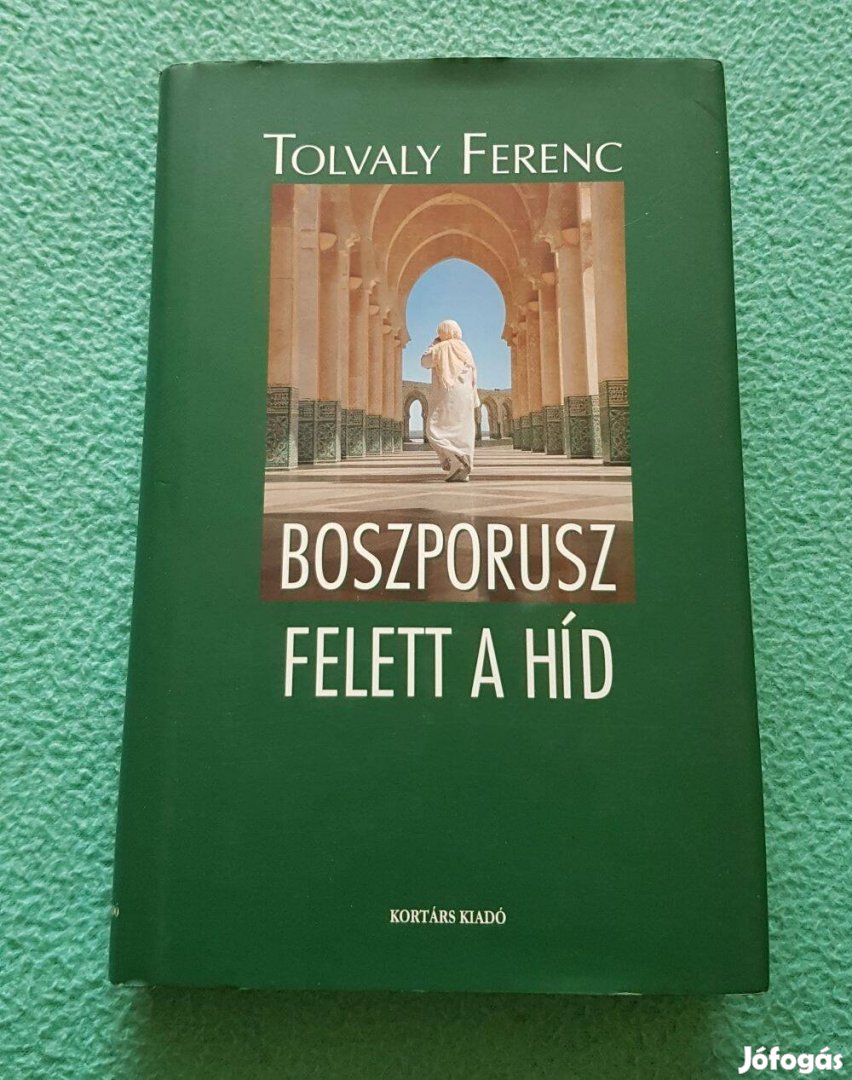 TOLVALY FERENC
BOSZPORUSZ
FELETT A HÍD
KORTÁRS KIADÓ
Jófogás